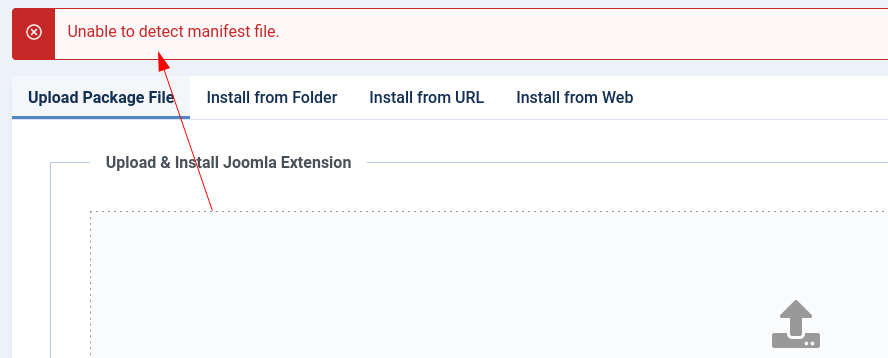 Unable to detect manifest file.
Upload Package File Install from Folder Install from URL Install from Web
Upload & Install Joomla Extension